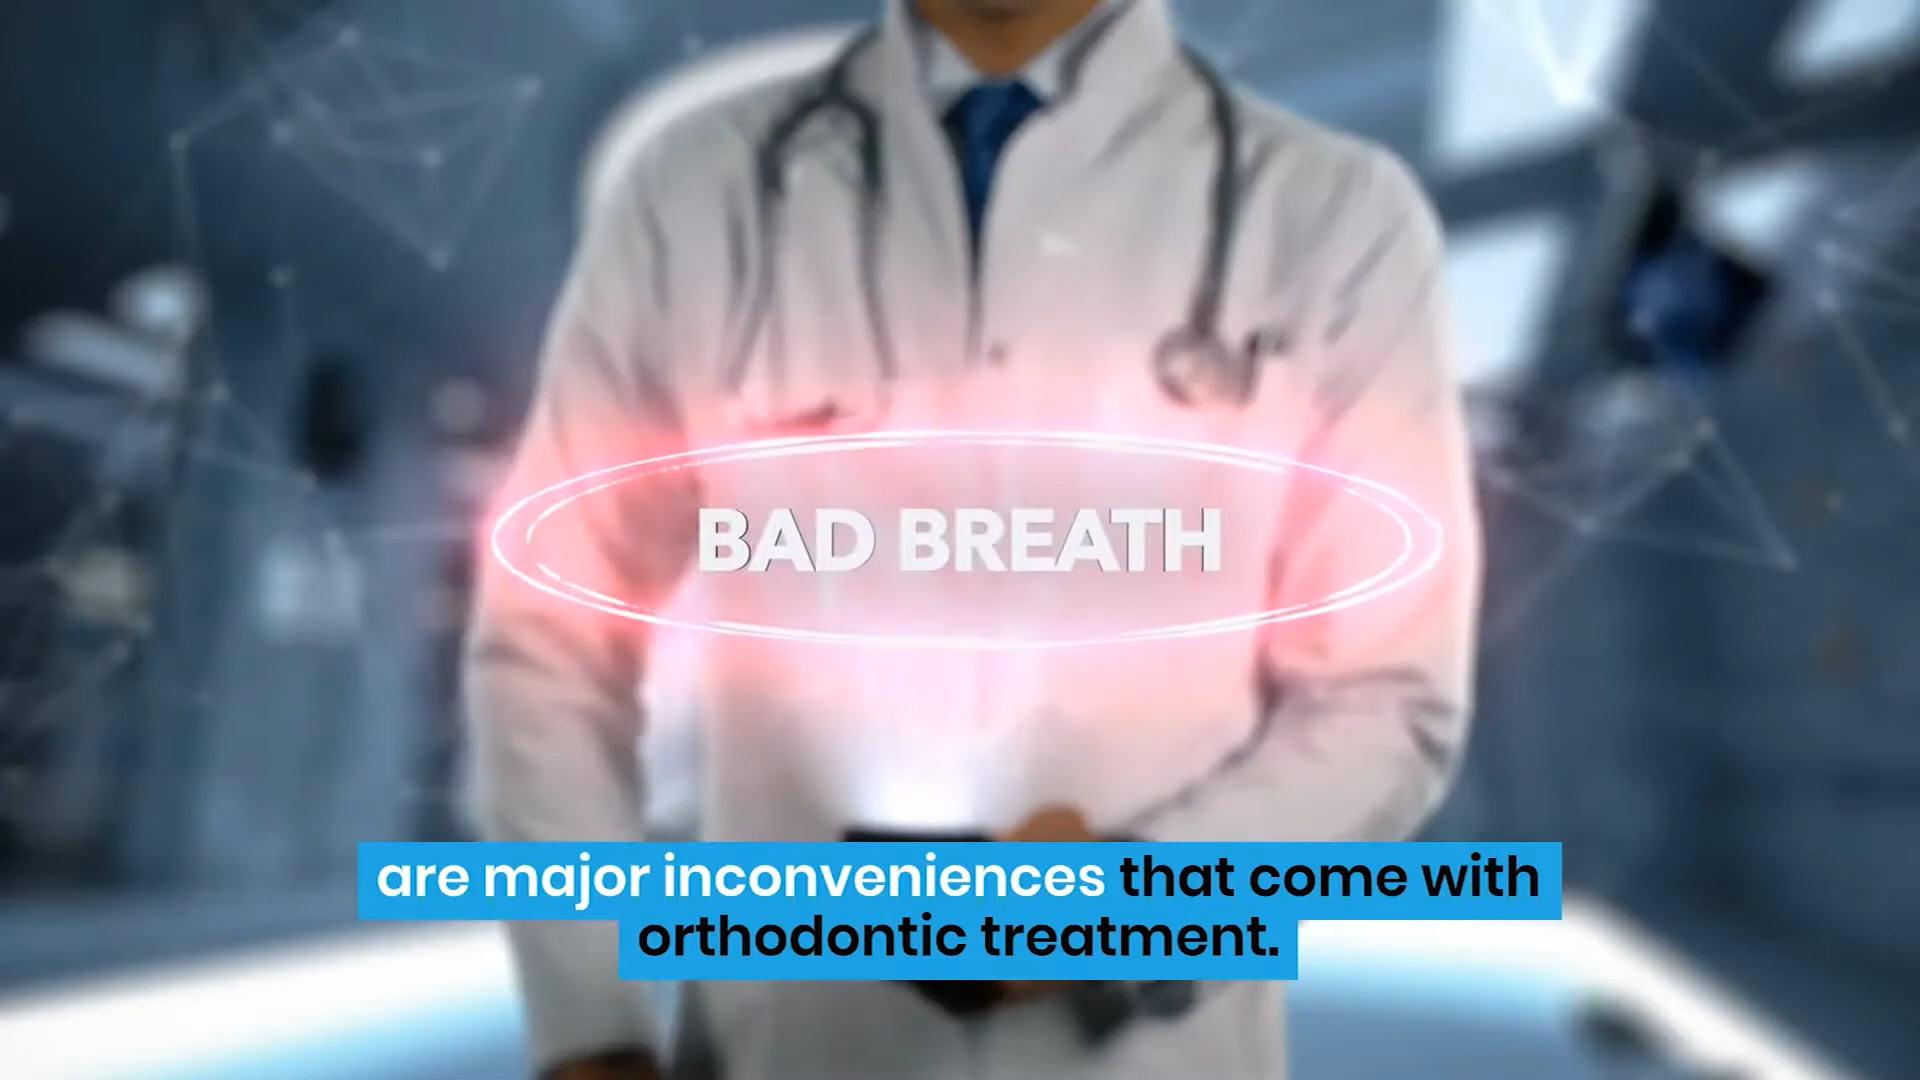 BAD BREATH
are major inconveniences that come with
orthodontic treatment.